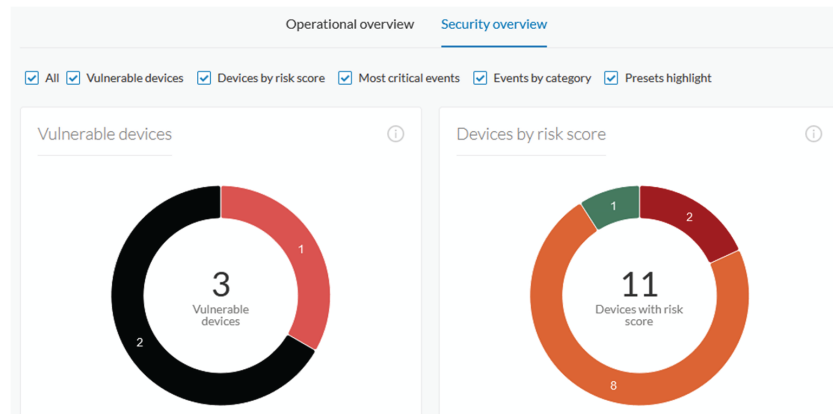 Operational overview Security overview
All Vulnerable devices Devices by risk score Most critical events Events by category Presets highlight
Vulnerable devices
1
3
Vulnerable
devices
2
Devices by risk score
1
2
11
Devices with risk
score
8